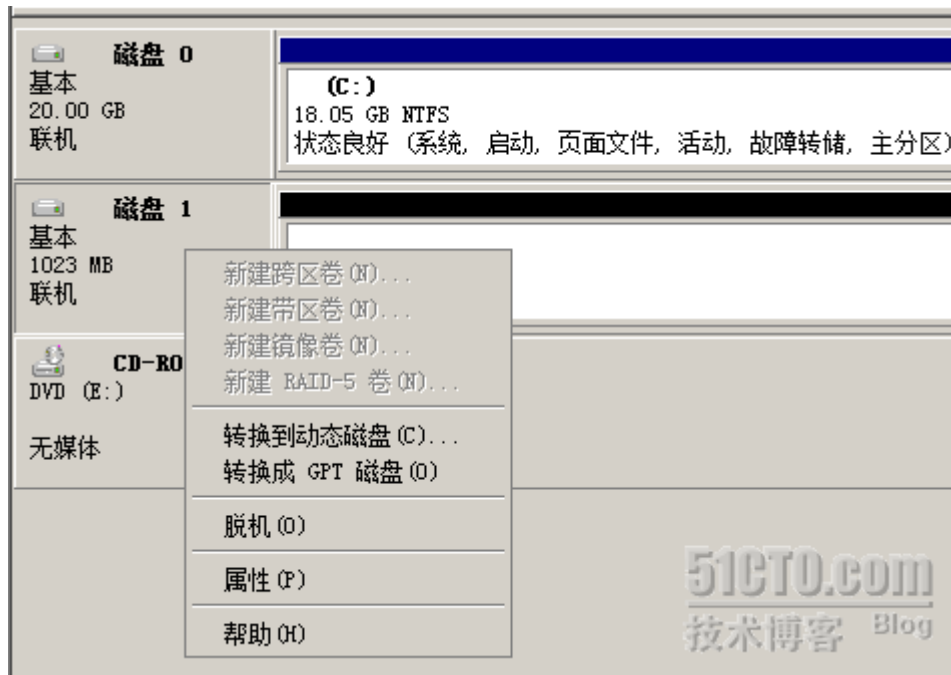 磁盘 0
基本
20.00 GB
联机
(C:)
18.05 GB NTFS
状态良好 (系统, 启动, 页面文件, 活动, 故障转储, 主分区)
磁盘 1
基本
1023 MB
联机
新建跨区卷(N)...
新建带区卷(N)...
新建镜像卷(N)...
新建 RAID-5 卷(N)...
转换到动态磁盘(C)...
转换成 GPT 磁盘(O)
脱机(O)
属性(P)
帮助(H)
CD-RO
DVD (E:)
无媒体
51CTO.com
技术博客 Blog